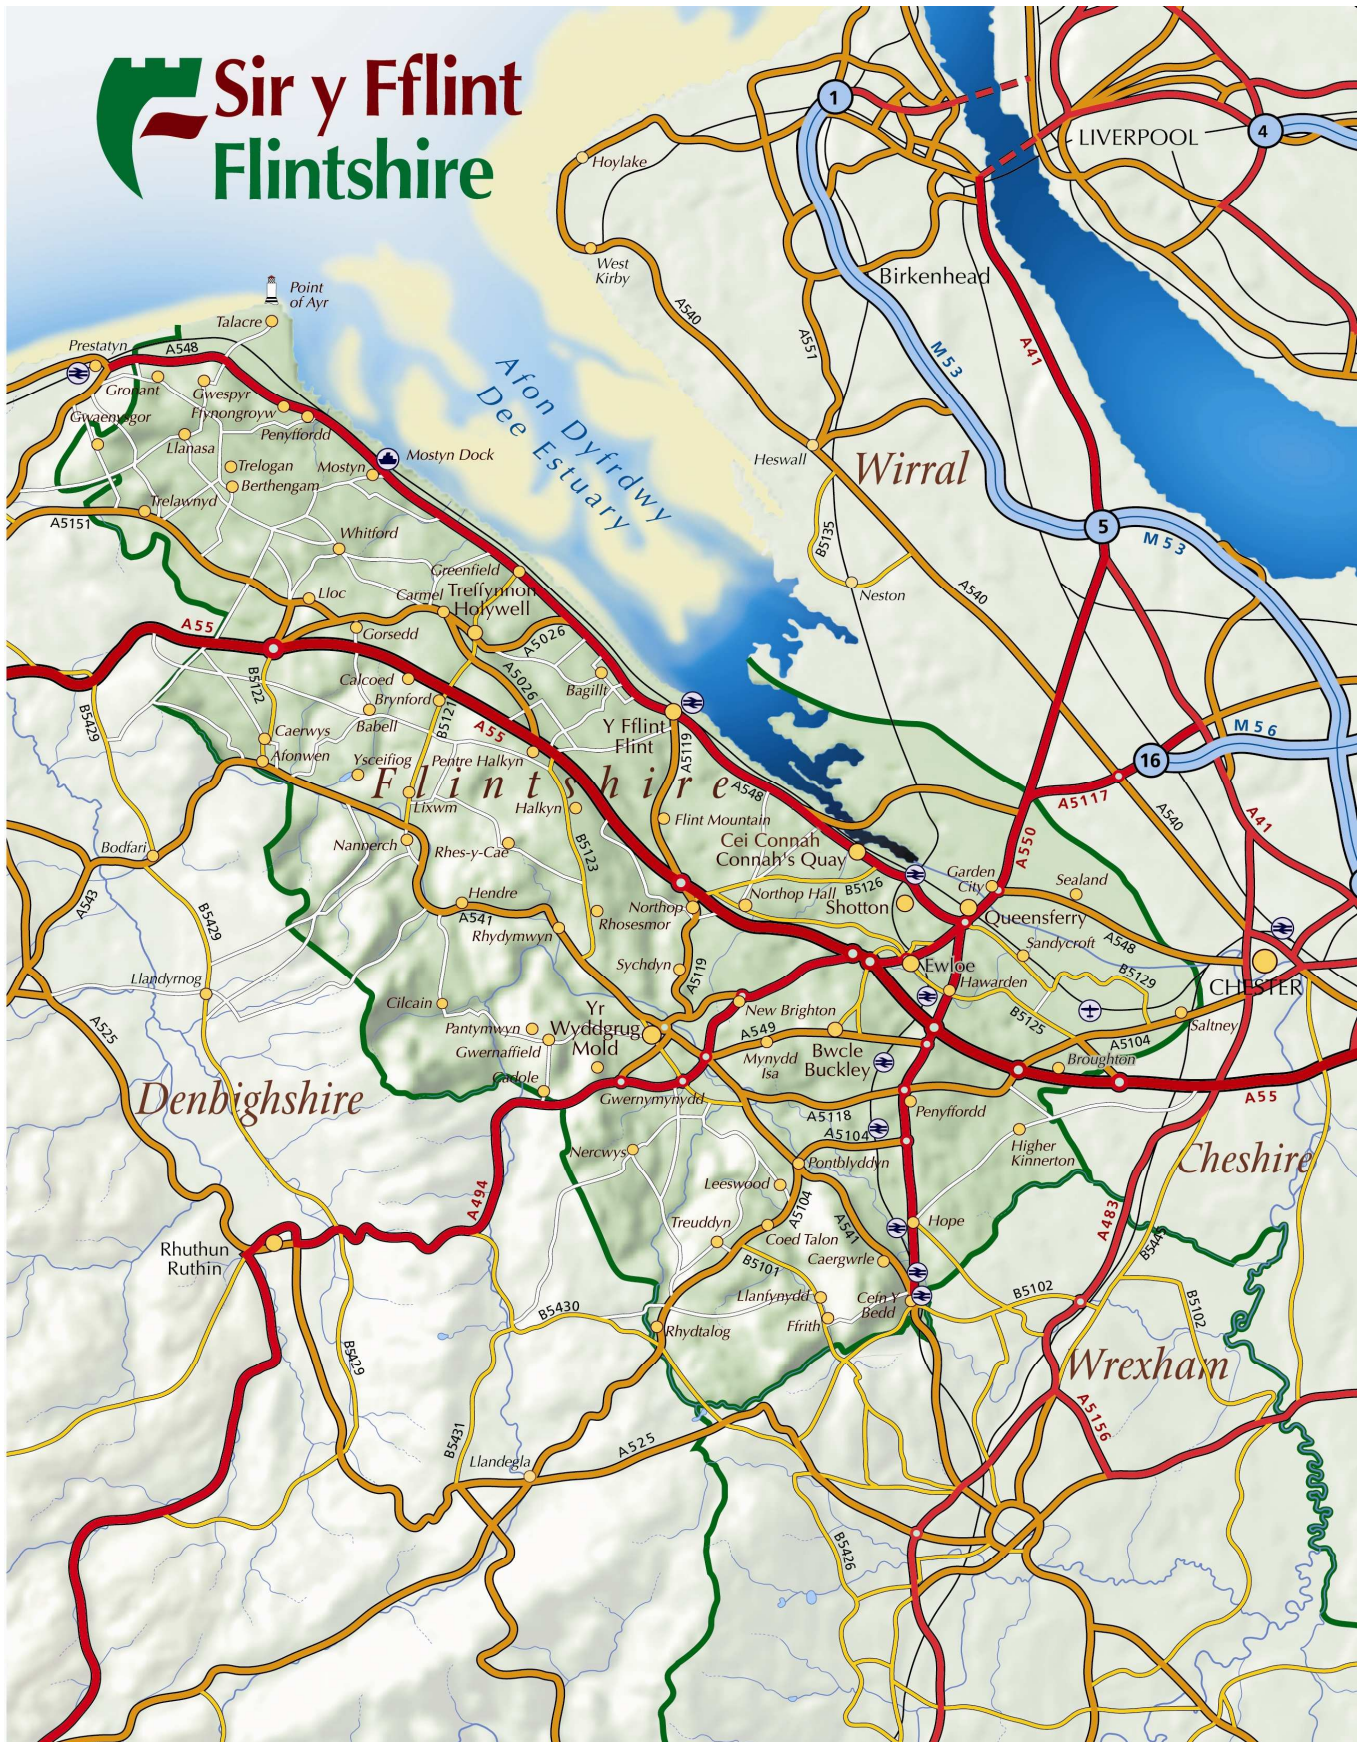 Sir y Fflint
Flintshire
1
4
LIVERPOOL
Hoylake
West
Kirby
Birkenhead
Point
of Ayr
Talacre
A540
A551
M53
A41
Prestatyn
A548
Gronant
Gwespyr
Ffynongroyw
Gwaenysgor
Penyffordd
Llanasa
Afon Dyfrdwy
Dee Estuary
Trelogan
Mostyn
Mostyn Dock
Berthengam
Heswall
Wirral
Trelawnyd
A5151
Whitford
B5135
5
M53
Greenfield
Lloc
Carmel
Treffynnon
Holywell
Neston
A540
A55
Gorsedd
A5026
A5026
B5122
Calcoed
Brynford
Bagillt
B5121
Babell
B5429
Caerwys
A55
Y Fflint
Flint
A5119
M56
16
Afonwen
Ysceifiog
Pentre Halkyn
Flintshire
A548
A5117
Lixwm
Halkyn
Flint Mountain
A540
A41
Bodfari
Nannerch
Rhes-y-Cae
B5123
Cei Connah
Connah's Quay
A550
A543
Hendre
Northop Hall
B5126
Garden
City
Sealand
A541
Rhosesmor
Northop
Shotton
Queensferry
B5429
Rhydymwyn
Sandycroft
A548
Llandyrnog
Sychdyn
A5119
Ewloe
B5129
Hawarden
CHESTER
Cilcain
Yr
Wyddgrug
Mold
New Brighton
B5125
Saltney
A525
Pantymwyn
A549
Gwernaffield
Mynydd
Isa
Bwcle
Buckley
A5104
Broughton
Cadole
Denbighshire
Gwernymynydd
A55
A5118
Penyffordd
A5104
Nercwys
Higher
Kinnerton
Cheshire
Pontblyddyn
Leeswood
A494
A5104
A541
Treuddyn
Hope
A483
Coed Talon
B5445
Rhuthun
Ruthin
B5101
Caergwrle
Llanfynydd
Cefn Y
Bedd
B5102
B5102
B5430
Ffrith
Rhydtalog
B5429
Wrexham
A5156
B5431
A525
Llandegla
B5426